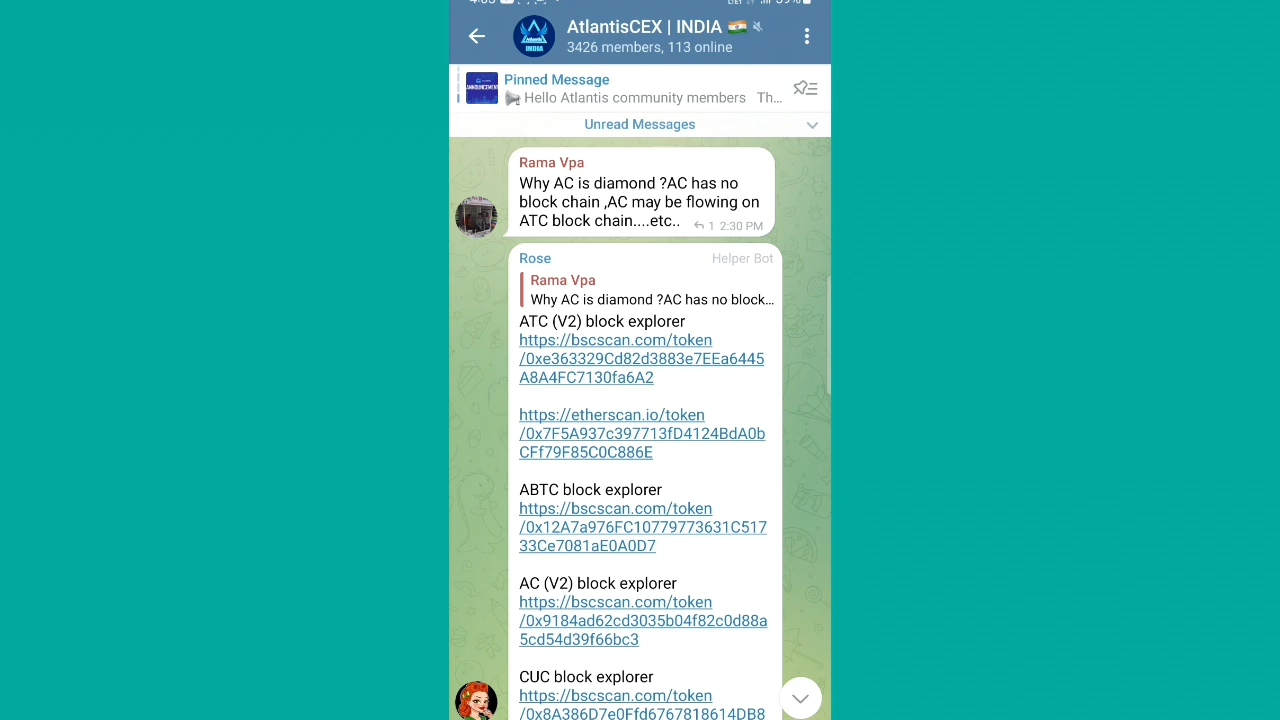 AtlantisCEX | INDIA
3426 members, 113 online
INDIA
Pinned Message
ANNOUNCEMENT
Hello Atlantis community members Th...
Unread Messages
Rama Vpa
Why AC is diamond ?AC has no
block chain ,AC may be flowing on
ATC block chain....etc..
1 2:30 PM
Rose Helper Bot
Rama Vpa
Why AC is diamond ?AC has no block...
ATC (V2) block explorer
https://bscscan.com/token
/0xe363329Cd82d3883e7EEa6445
A8A4FC7130fa6A2
https://etherscan.io/token
/0x7F5A937c397713fD4124BdA0b
CFf79F85C0C886E
ABTC block explorer
https://bscscan.com/token
/0x12A7a976FC10779773631C517
33Ce7081aE0A0D7
AC (V2) block explorer
https://bscscan.com/token
/0x9184ad62cd3035b04f82c0d88a
5cd54d39f66bc3
CUC block explorer
https://bscscan.com/token
/0x8A386D7e0Ffd6767818614DB8